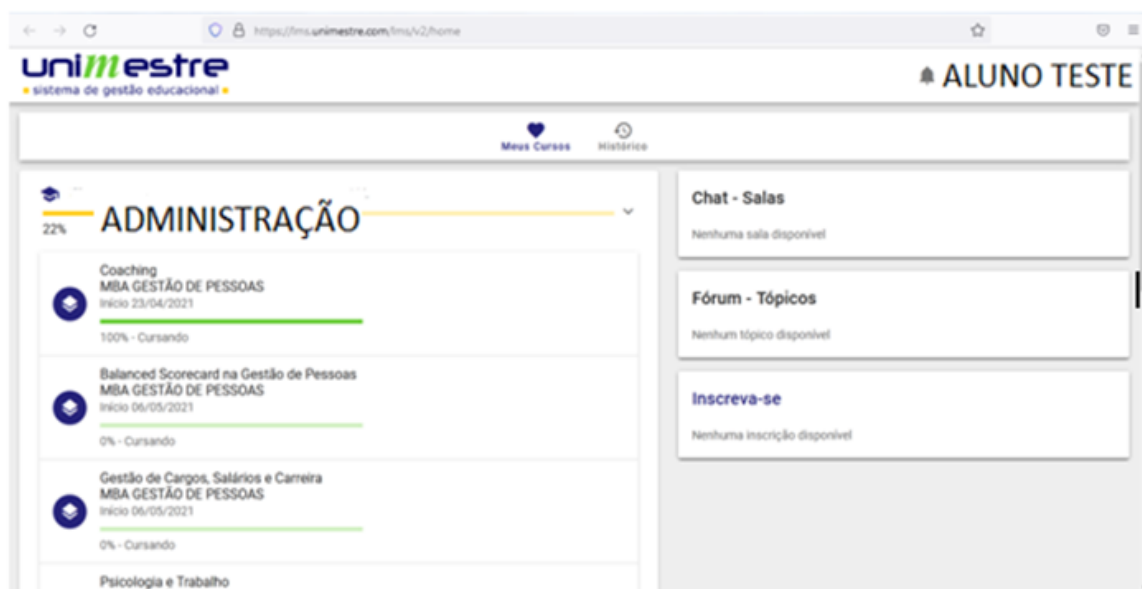 https://lms.unimestre.com/lms/v2/home
unimestre
• sistema de gestão educacional •
ALUNO TESTE
Meus Cursos
Histórico
22%
ADMINISTRAÇÃO
Coaching
MBA GESTÃO DE PESSOAS
Início 23/04/2021
100% - Cursando
Balanced Scorecard na Gestão de Pessoas
MBA GESTÃO DE PESSOAS
Início 06/05/2021
0% - Cursando
Gestão de Cargos, Salários e Carreira
MBA GESTÃO DE PESSOAS
Início 06/05/2021
0% - Cursando
Psicologia e Trabalho
Chat - Salas
Nenhuma sala disponível
Fórum - Tópicos
Nenhum tópico disponível
Inscreva-se
Nenhuma inscrição disponível